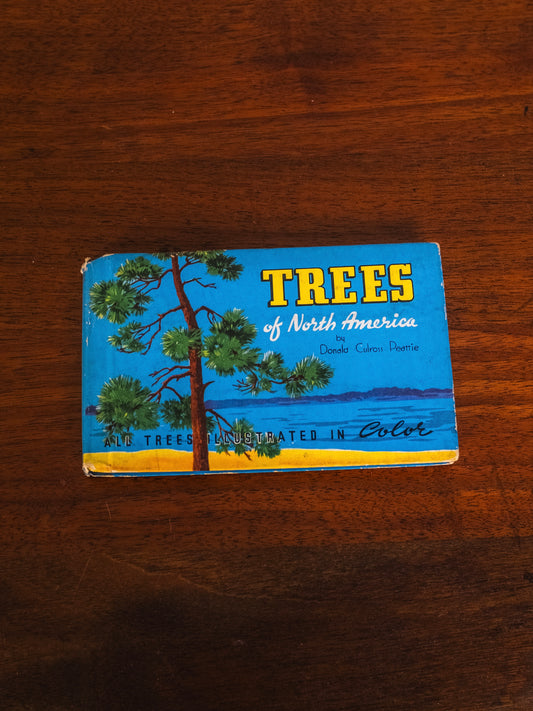 TREES
of North America
by
Donald Culross Peattie
ALL TREES ILLUSTRATED IN Color